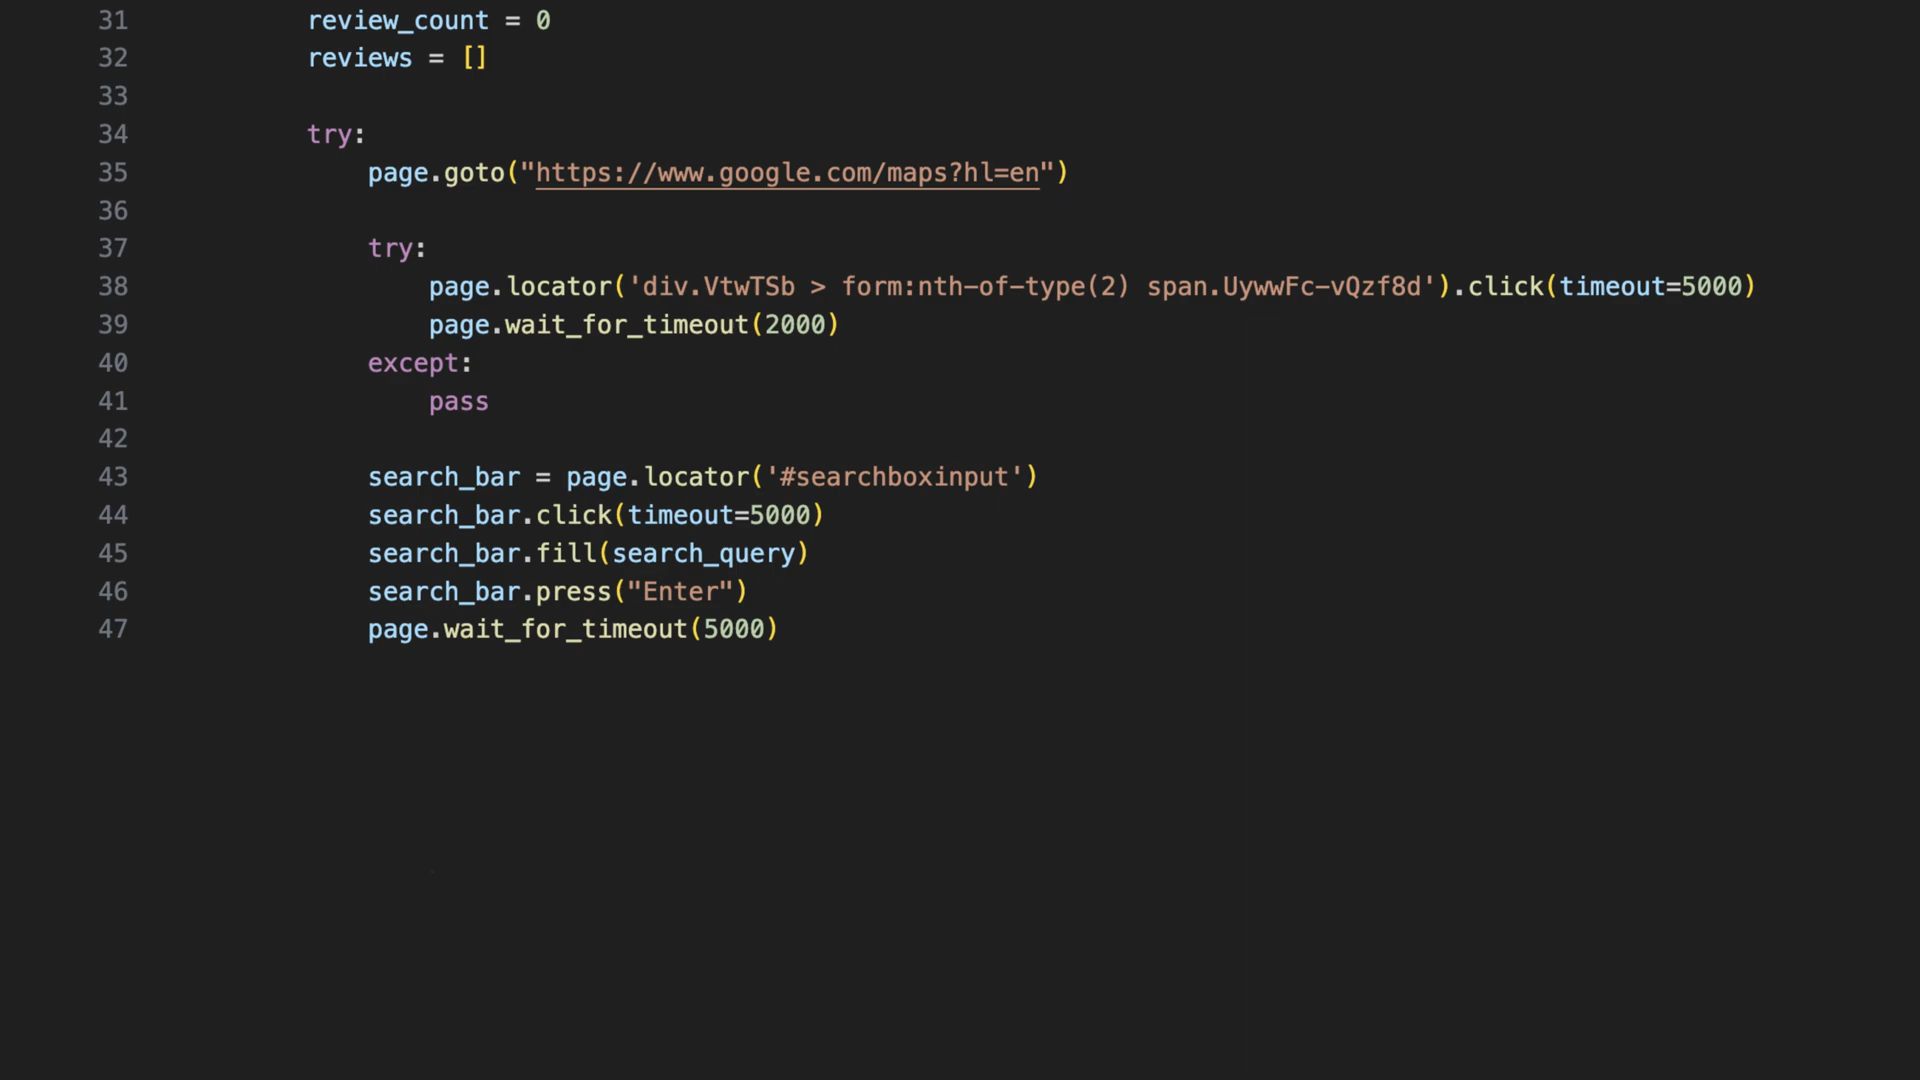 31 review_count = 0
32 reviews = []
33
34 try:
35 page.goto("https://www.google.com/maps?hl=en")
36
37 try:
38 page.locator('div.VtwTSb > form:nth-of-type(2) span.UywwFc-vQzf8d').click(timeout=5000)
39 page.wait_for_timeout(2000)
40 except:
41 pass
42
43 search_bar = page.locator('#searchboxinput')
44 search_bar.click(timeout=5000)
45 search_bar.fill(search_query)
46 search_bar.press("Enter")
47 page.wait_for_timeout(5000)